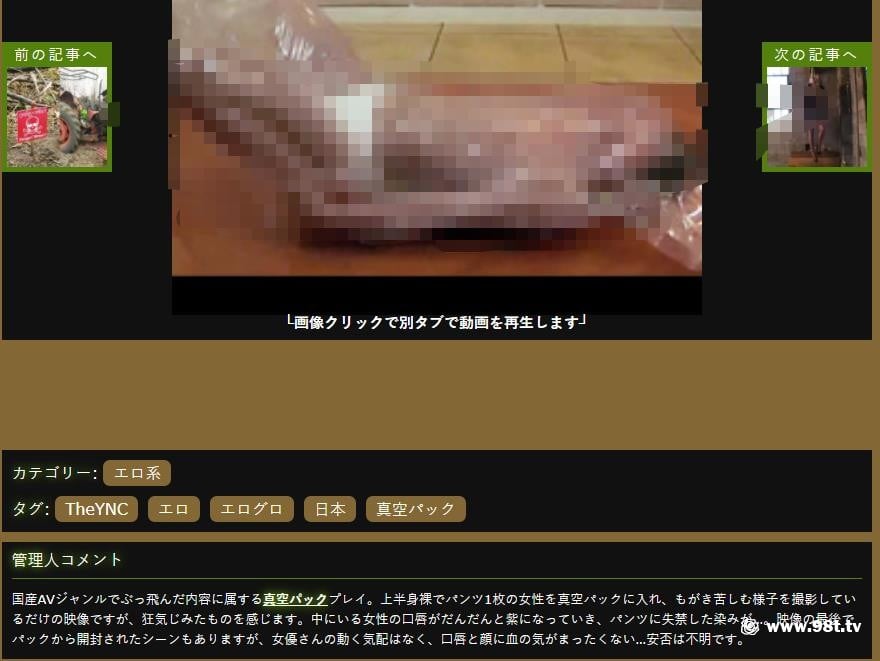 前の記事へ
次の記事へ
└画像クリックで別タブで動画を再生します┘
カテゴリー: エロ系
タグ: TheYNC エロ エログロ 日本 真空パック
管理人コメント
国産AVジャンルでぶっ飛んだ内容に属する真空パックプレイ。上半身裸でパンツ1枚の女性を真空パックに入れ、もがき苦しむ様子を撮影してい
るだけの映像ですが、狂気じみたものを感じます。中にいる女性の口唇がだんだんと紫になっていき、パンツに失禁した染みが…。映像の最後で
パックから開封されたシーンもありますが、女優さんの動く気配はなく、口唇と顔に血の気がまったくない…安否は不明です。
www.98t.tv